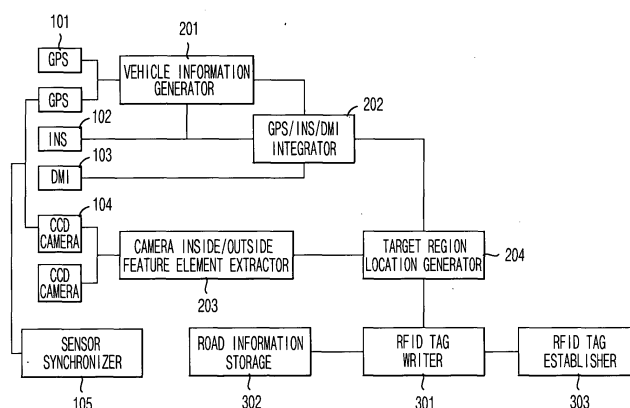 101
GPS
GPS
102
INS
103
DMI
104
CCD
CAMERA
CCD
CAMERA
SENSOR
SYNCHRONIZER
105
201
VEHICLE INFORMATION
GENERATOR
202
GPS/INS/DMI
INTEGRATOR
CAMERA INSIDE/OUTSIDE
FEATURE ELEMENT EXTRACTOR
203
TARGET REGION
LOCATION GENERATOR
204
ROAD INFORMATION
STORAGE
302
RFID TAG
WRITER
301
RFID TAG
ESTABLISHER
303